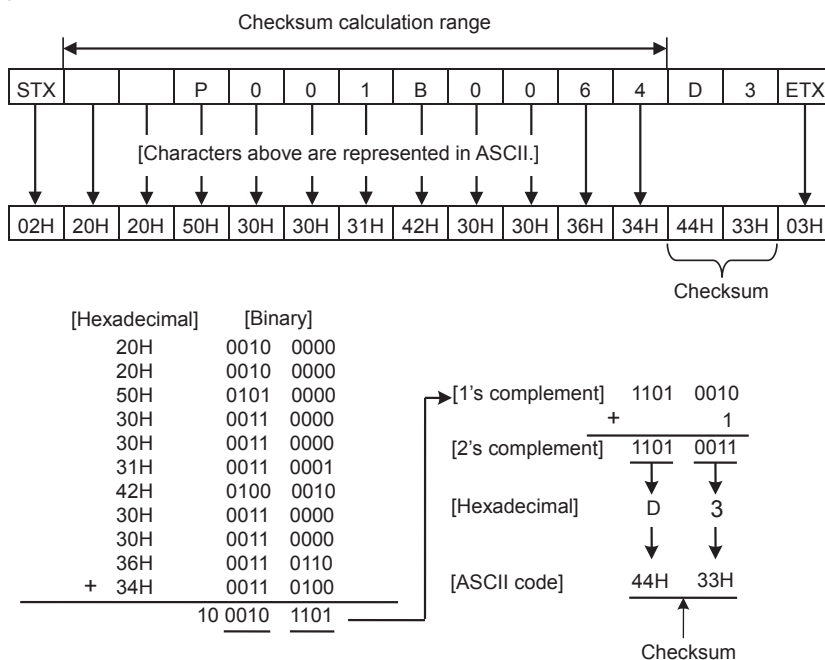 Checksum calculation range
STX P 0 0 1 B 0 0 6 4 D 3 ETX
[Characters above are represented in ASCII.]
02H 20H 20H 50H 30H 30H 31H 42H 30H 30H 36H 34H 44H 33H 03H
Checksum
[Hexadecimal] [Binary]
20H 0010 0000
20H 0010 0000
50H 0101 0000
30H 0011 0000
30H 0011 0000
31H 0011 0001
42H 0100 0010
30H 0011 0000
30H 0011 0000
36H 0011 0110
+ 34H 0011 0100
10 0010 1101
[1's complement] 1101 0010
+ 1
[2's complement] 1101 0011
[Hexadecimal] D 3
[ASCII code] 44H 33H
Checksum